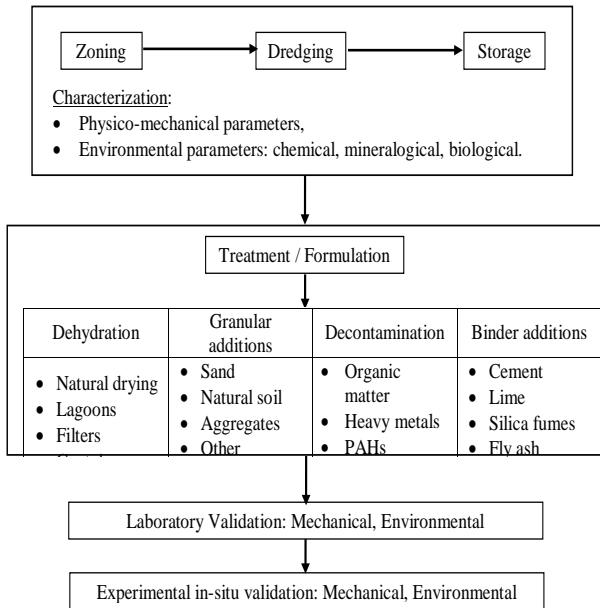 Zoning Dredging Storage
Characterization:
• Physico-mechanical parameters,
• Environmental parameters: chemical, mineralogical, biological.
Treatment / Formulation
Dehydration
• Natural drying
• Lagoons
• Filters
Granular
additions
• Sand
• Natural soil
• Aggregates
• Other
Decontamination
• Organic
matter
• Heavy metals
• PAHs
Binder additions
• Cement
• Lime
• Silica fumes
• Fly ash
Laboratory Validation: Mechanical, Environmental
Experimental in-situ validation: Mechanical, Environmental